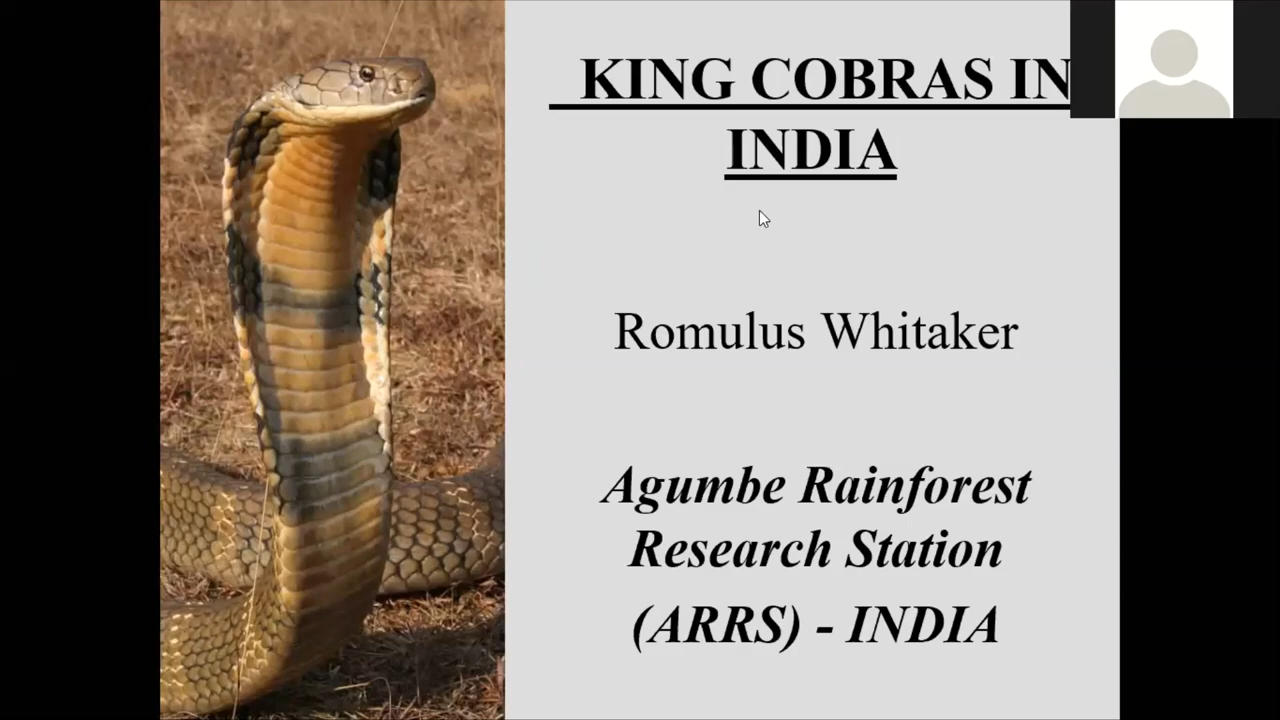 KING COBRAS IN
INDIA
Romulus Whitaker
Agumbe Rainforest
Research Station
(ARRS) - INDIA